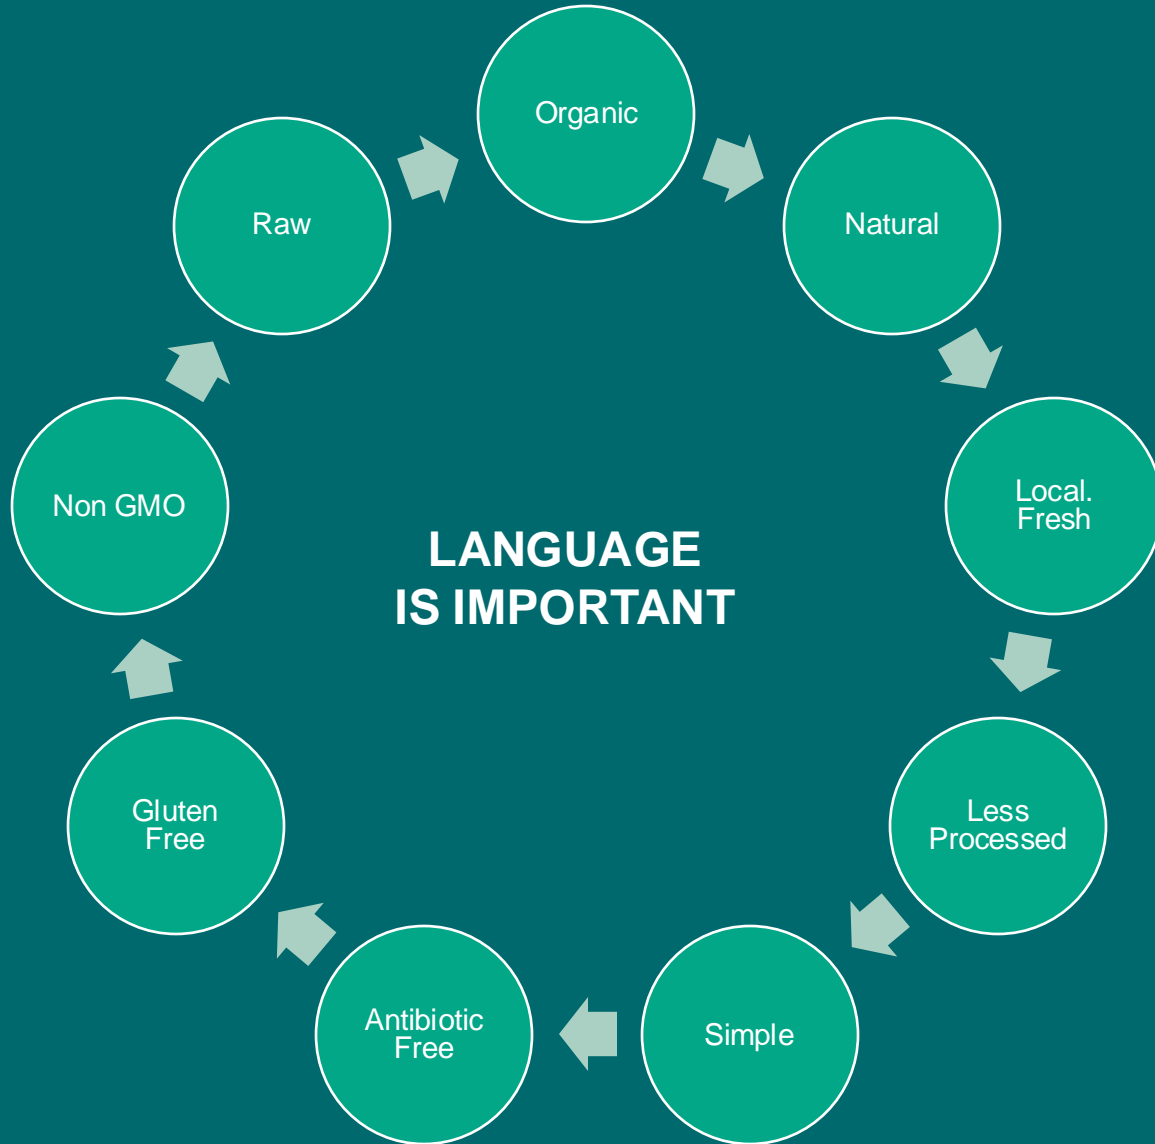 Organic
Natural
Local.
Fresh
Less
Processed
Simple
Antibiotic
Free
Gluten
Free
Non GMO
Raw
LANGUAGE
IS IMPORTANT